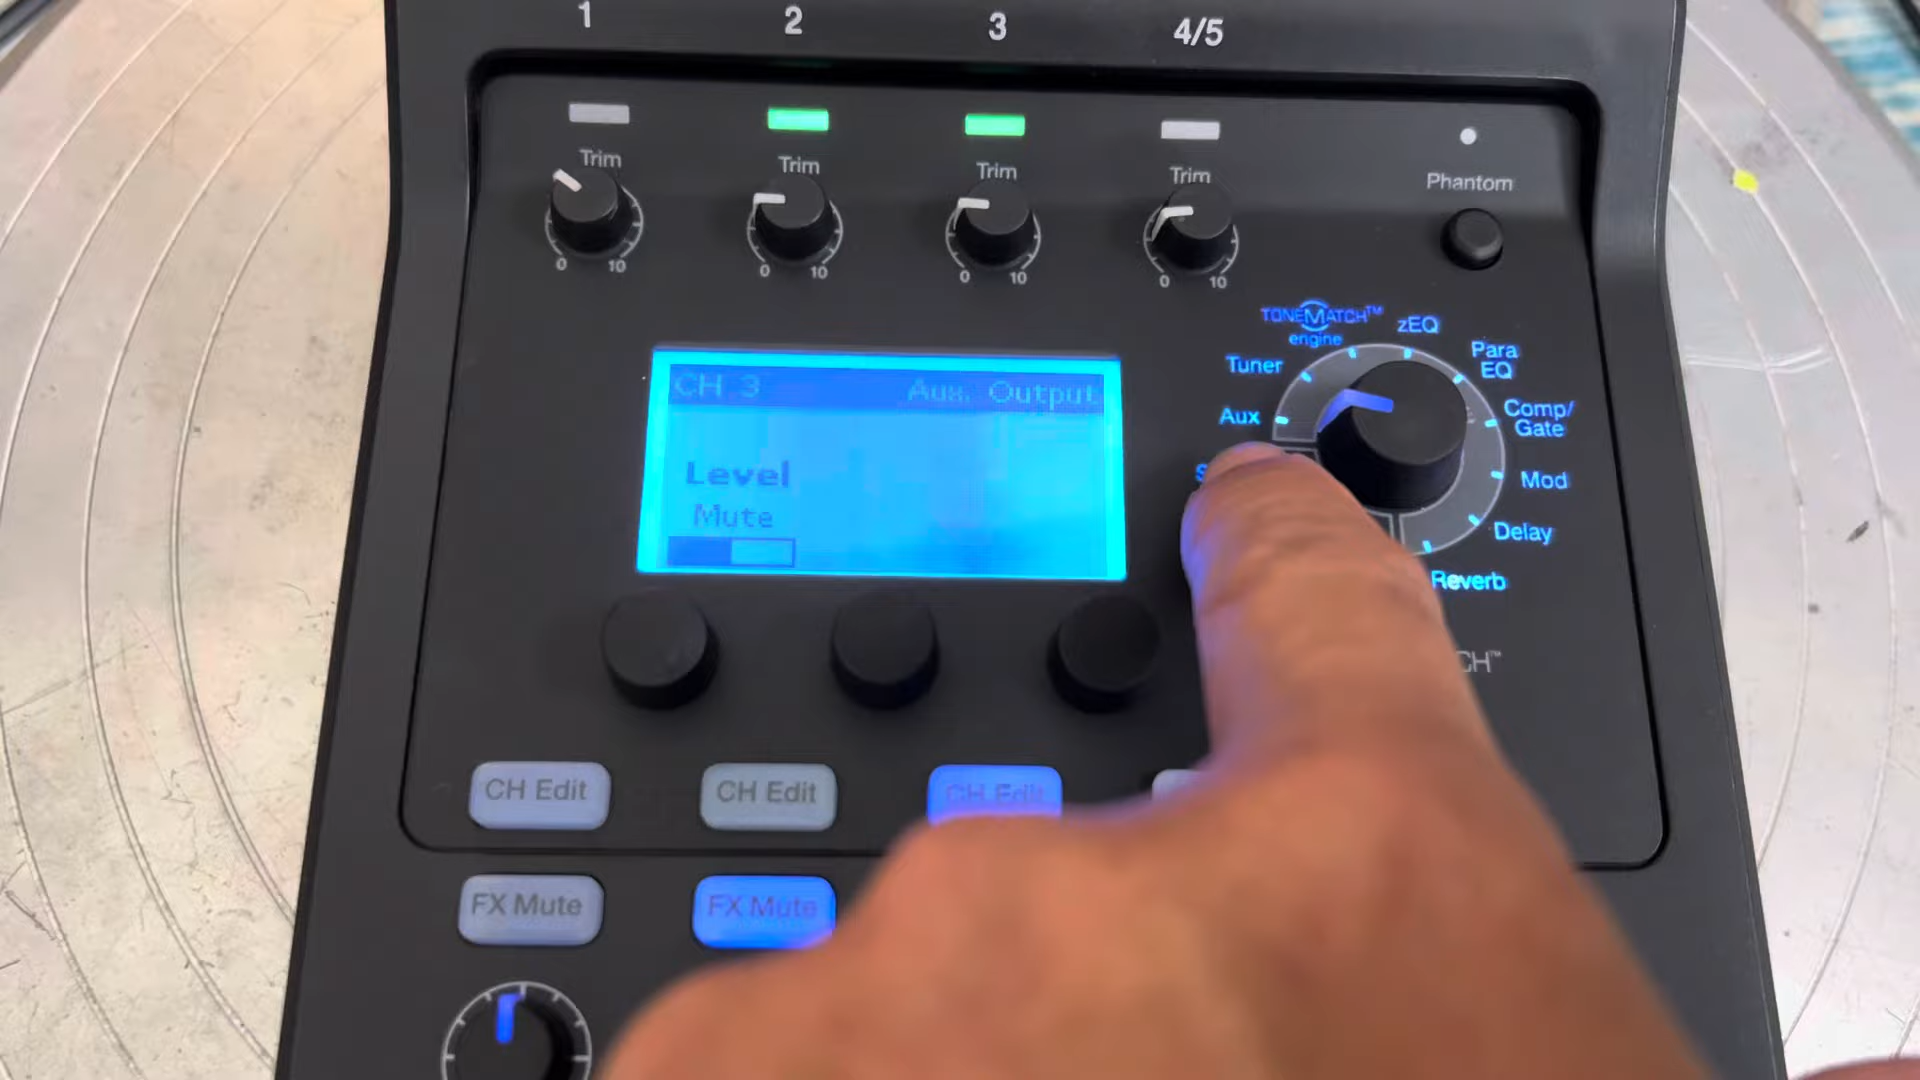 1 2 3 4/5
Trim Trim Trim Trim
Phantom
0 10 0 10 0 10 0 10
TONEMATCH™
engine
zEQ
Tuner
Para
EQ
Aux
Comp/
Gate
Mod
Delay
Reverb
CH 3 Aux. Output
Level
Mute
CH Edit CH Edit CH Edit
FX Mute FX Mute